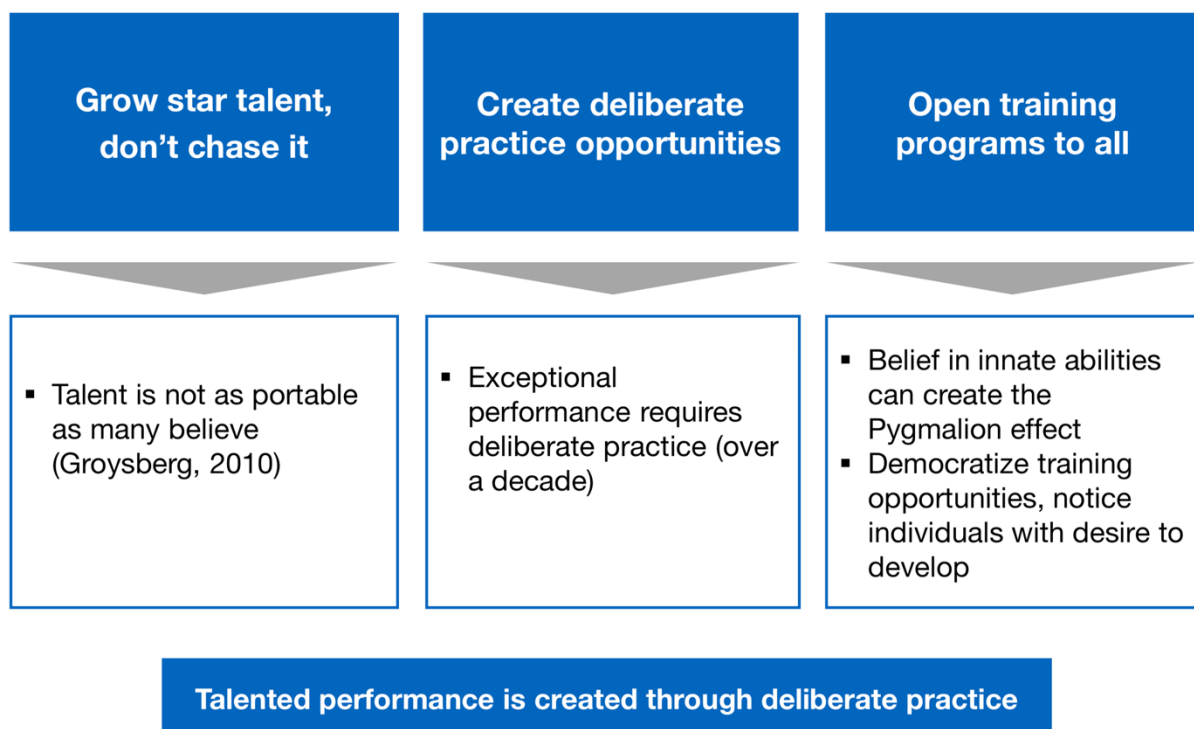 Grow star talent,
don’t chase it
Create deliberate
practice opportunities
Open training
programs to all
▪ Talent is not as portable
as many believe
(Groysberg, 2010)
▪ Exceptional
performance requires
deliberate practice (over
a decade)
▪ Belief in innate abilities
can create the
Pygmalion effect
▪ Democratize training
opportunities, notice
individuals with desire to
develop
Talented performance is created through deliberate practice